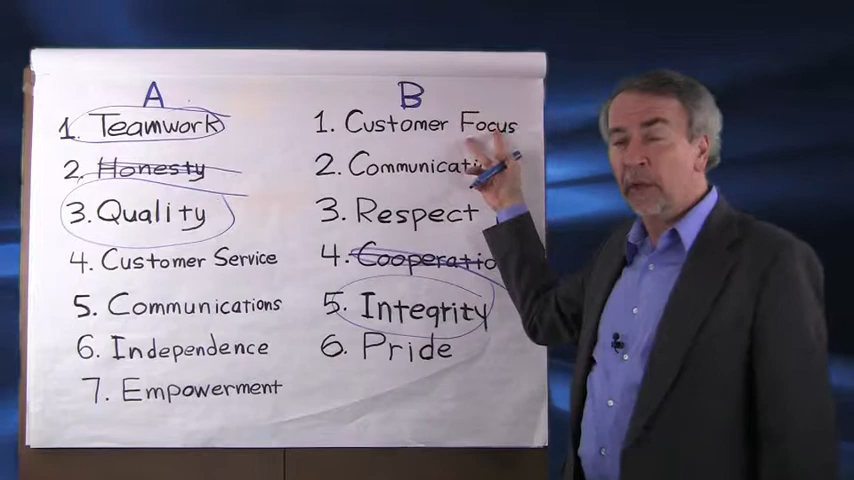 A
1. Teamwork
2. Honesty
3. Quality
4. Customer Service
5. Communications
6. Independence
7. Empowerment
B
1. Customer Focus
2. Communicati
3. Respect
4. Cooperatio
5. Integrity
6. Pride